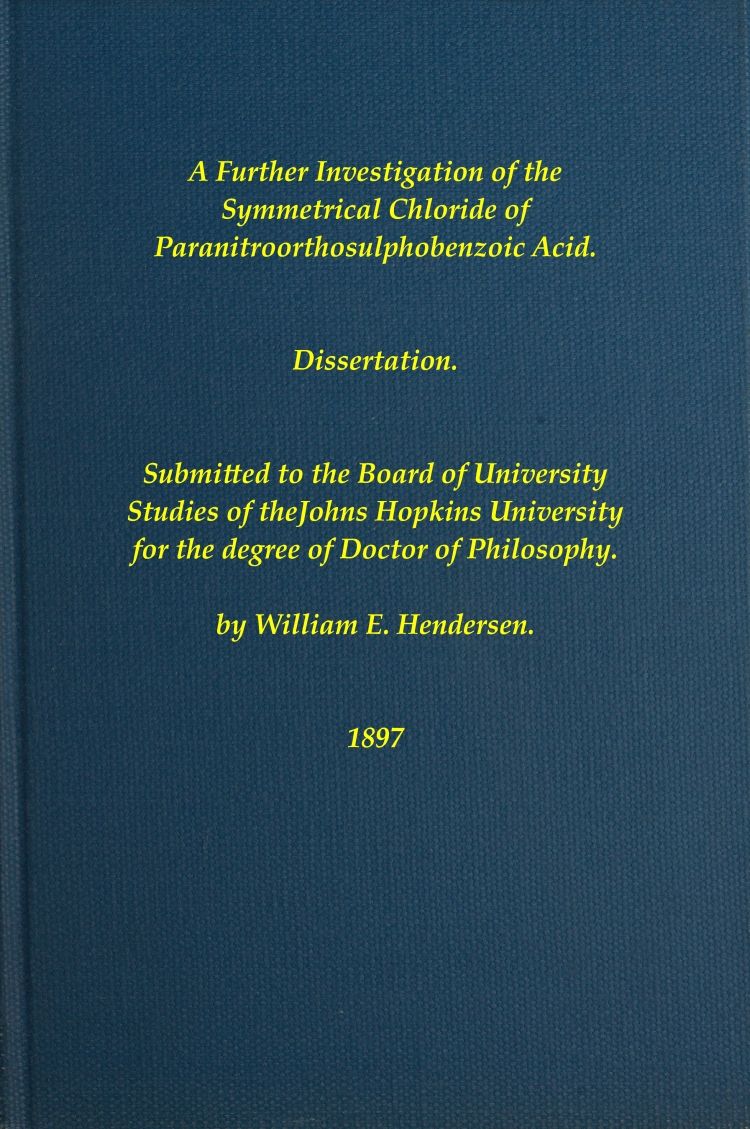 A Further Investigation of the
Symmetrical Chloride of
Paranitroorthosulphobenzoic Acid.
Dissertation.
Submitted to the Board of University
Studies of theJohns Hopkins University
for the degree of Doctor of Philosophy.
by William E. Hendersen.
1897